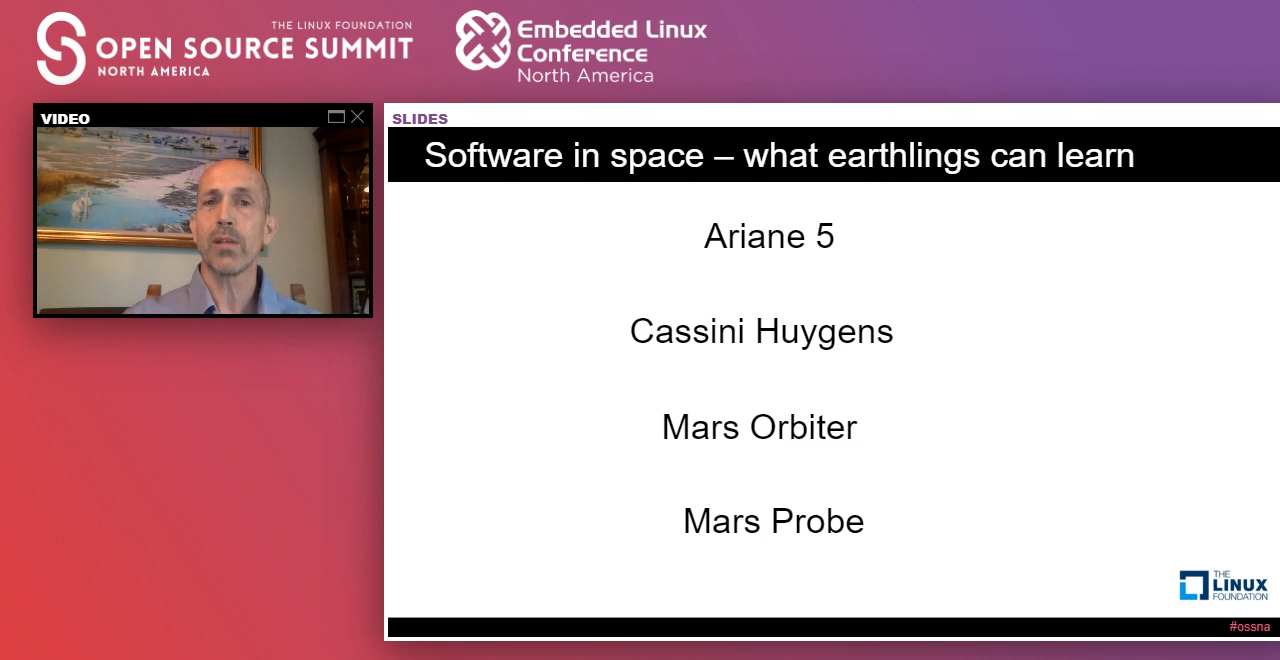 THE LINUX FOUNDATION
OPEN SOURCE SUMMIT
NORTH AMERICA
Embedded Linux
Conference
North America
VIDEO
SLIDES
Software in space – what earthlings can learn
Ariane 5
Cassini Huygens
Mars Orbiter
Mars Probe
THE
LINUX
FOUNDATION
#ossna